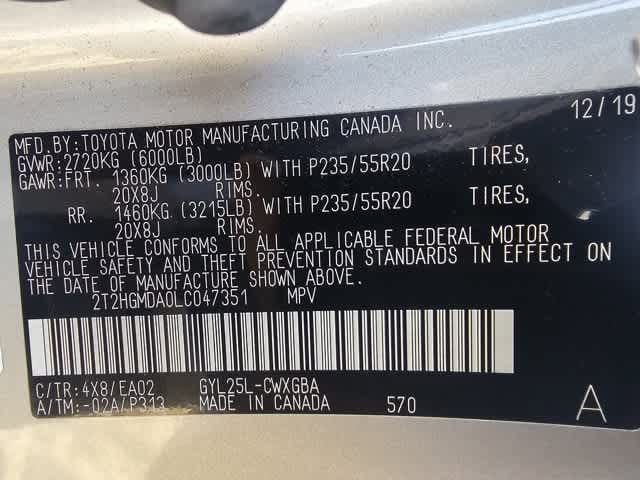 12/19
MFD.BY:TOYOTA MOTOR MANUFACTURING CANADA INC.
GVWR:2720KG (6000LB)
GAWR:FRT. 1360KG (3000LB) WITH P235/55R20 TIRES,
20X8J RIMS.
RR. 1460KG (3215LB) WITH P235/55R20 TIRES,
20X8J RIMS.
THIS VEHICLE CONFORMS TO ALL APPLICABLE FEDERAL MOTOR
VEHICLE SAFETY AND THEFT PREVENTION STANDARDS IN EFFECT ON
THE DATE OF MANUFACTURE SHOWN ABOVE.
2T2HGMDA0LC047351 MPV
C/TR:4X8/EA02 GYL25L-CWXGBA
A/TM:-02A/P313 MADE IN CANADA 570 A